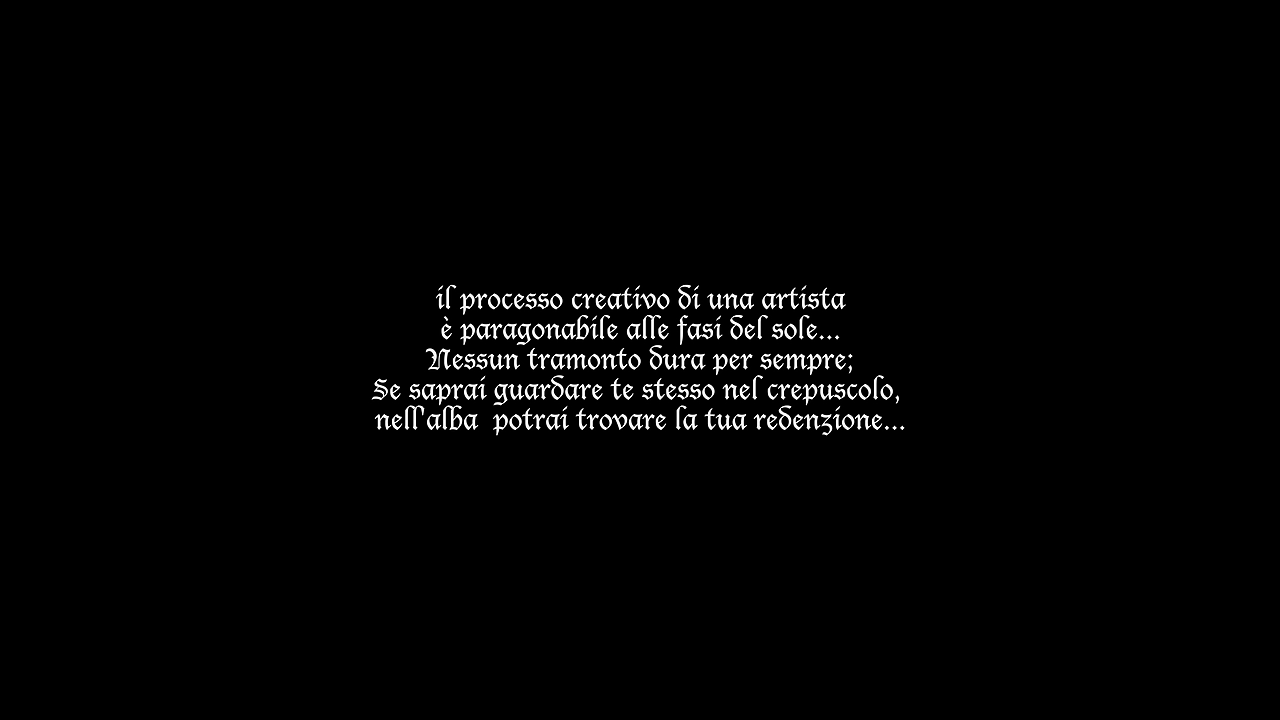 il processo creativo di una artista
è paragonabile alle fasi del sole...
Nessun tramonto dura per sempre;
Se saprai guardare te stesso nel crepuscolo,
nell'alba  potrai trovare la tua redenzione...